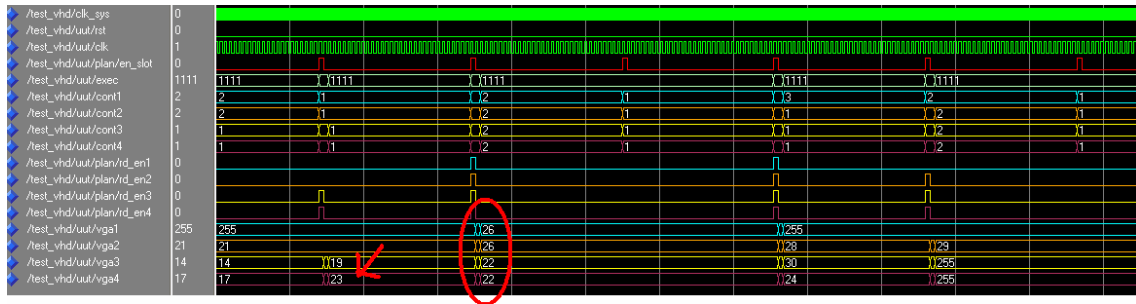 /test_vhd/clk_sys 0
/test_vhd/uut/rst 0
/test_vhd/uut/clk 1
/test_vhd/uut/plan/en_slot 0
/test_vhd/uut/exec 1111 1111 1111 1111 1111 1111
/test_vhd/uut/cont1 2 2 1 2 1 3 2 1
/test_vhd/uut/cont2 2 2 1 2 1 1 2 1
/test_vhd/uut/cont3 1 1 1 2 1 1 2 1
/test_vhd/uut/cont4 1 1 1 2 1 1 2 1
/test_vhd/uut/plan/rd_en1 0
/test_vhd/uut/plan/rd_en2 0
/test_vhd/uut/plan/rd_en3 0
/test_vhd/uut/plan/rd_en4 0
/test_vhd/uut/vga1 255 255 26 255
/test_vhd/uut/vga2 21 21 26 28 29
/test_vhd/uut/vga3 14 14 19 22 30 255
/test_vhd/uut/vga4 17 17 23 22 24 255